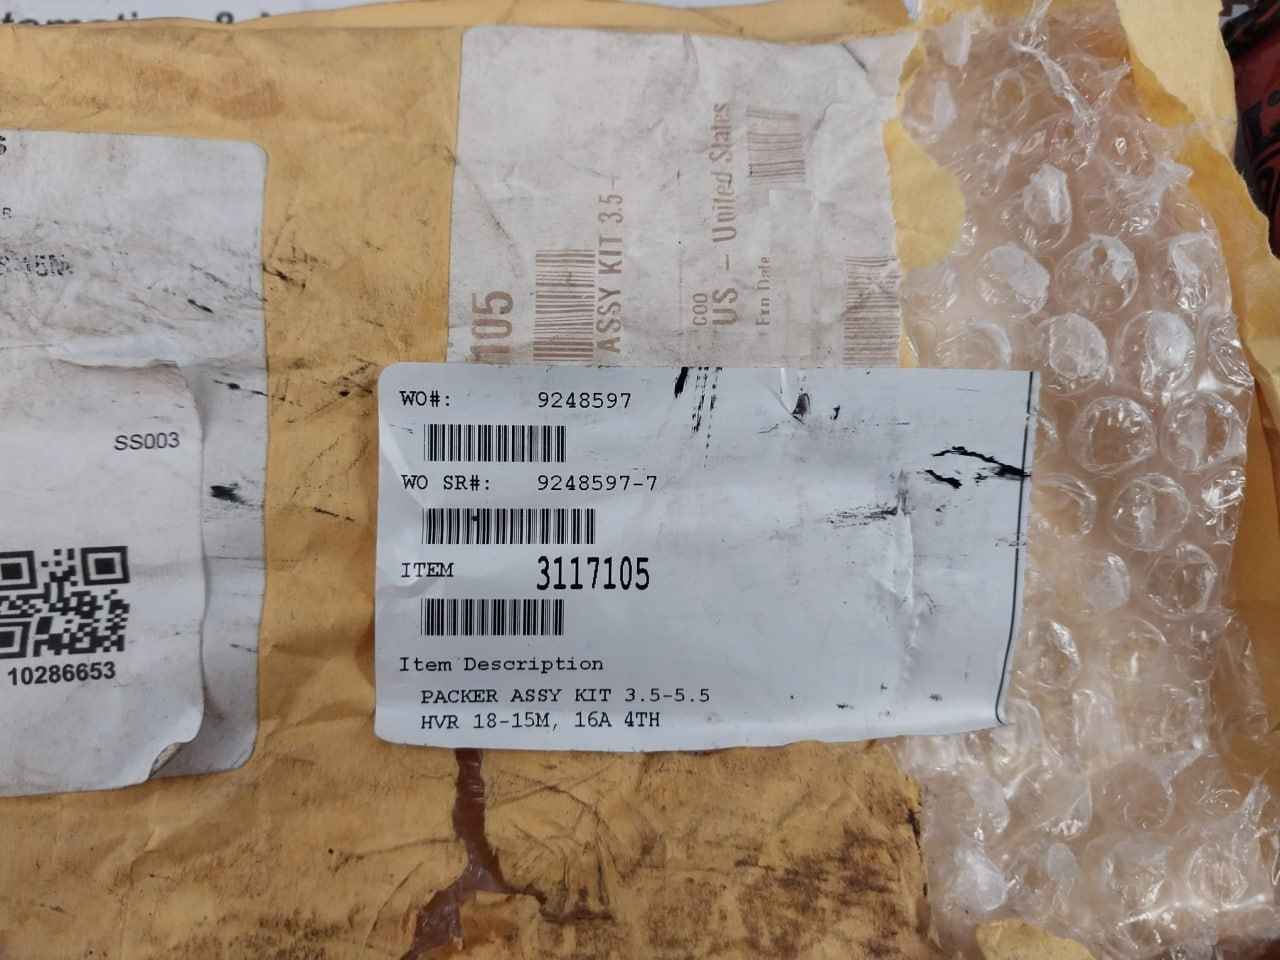 WO#: 9248597
WO SR#: 9248597-7
ITEM 3117105
Item Description
PACKER ASSY KIT 3.5-5.5
HVR 18-15M, 16A 4TH
105
ASSY KIT 3.5-
COO
US - United States
Exp Date
SS003
10286653